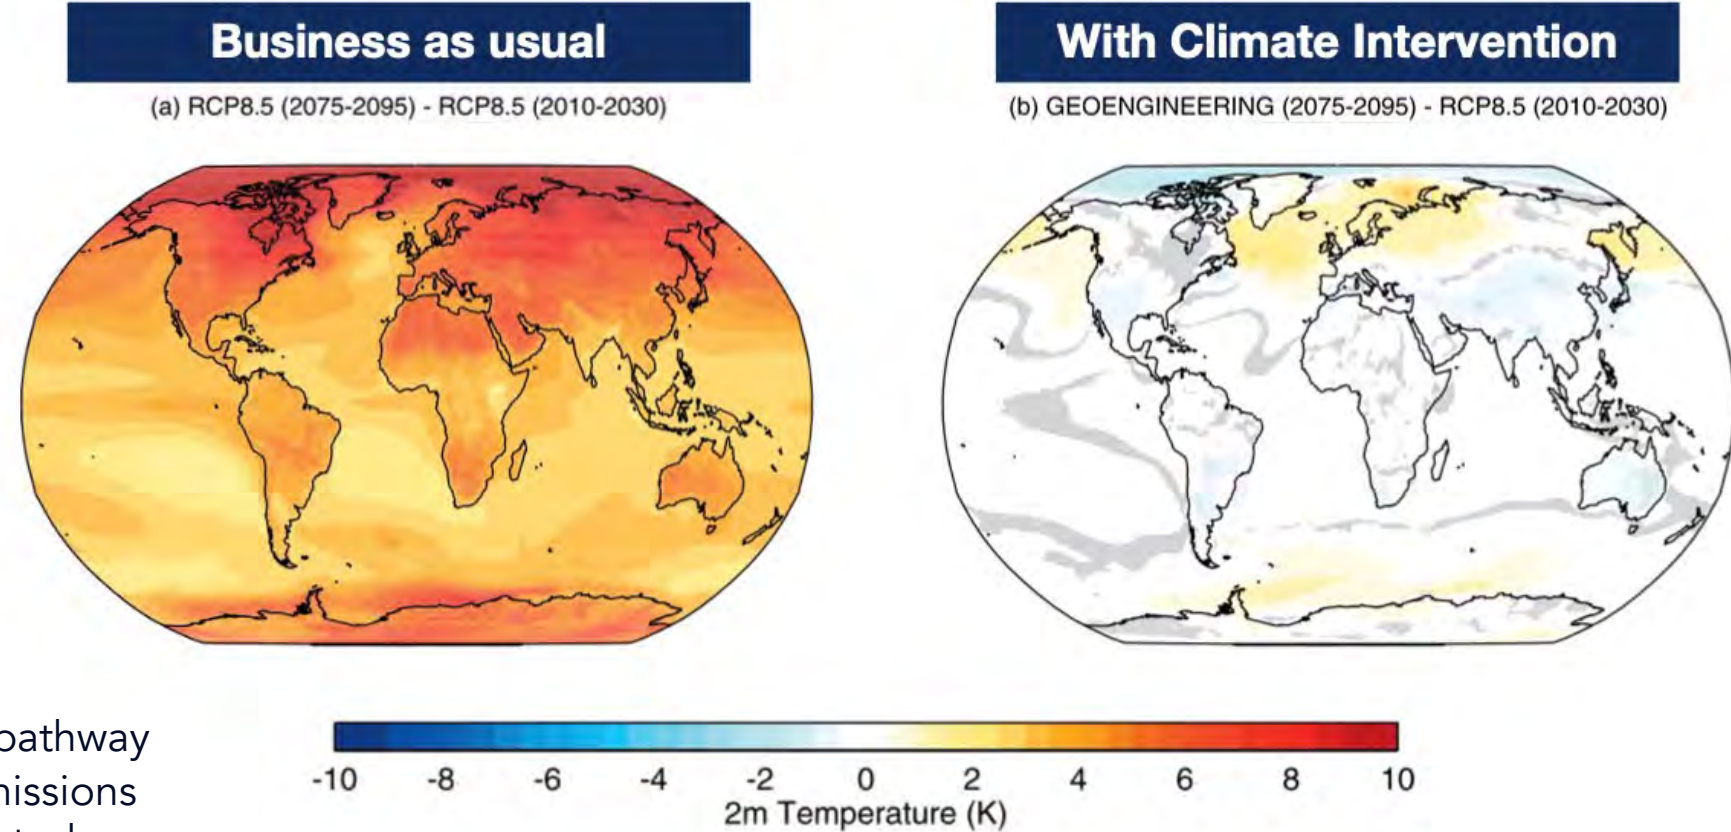 Business as usual
With Climate Intervention
(a) RCP8.5 (2075-2095) - RCP8.5 (2010-2030)
(b) GEOENGINEERING (2075-2095) - RCP8.5 (2010-2030)
pathway
-10 -8 -6 -4 -2 0 2 4 6 8 10
2m Temperature (K)